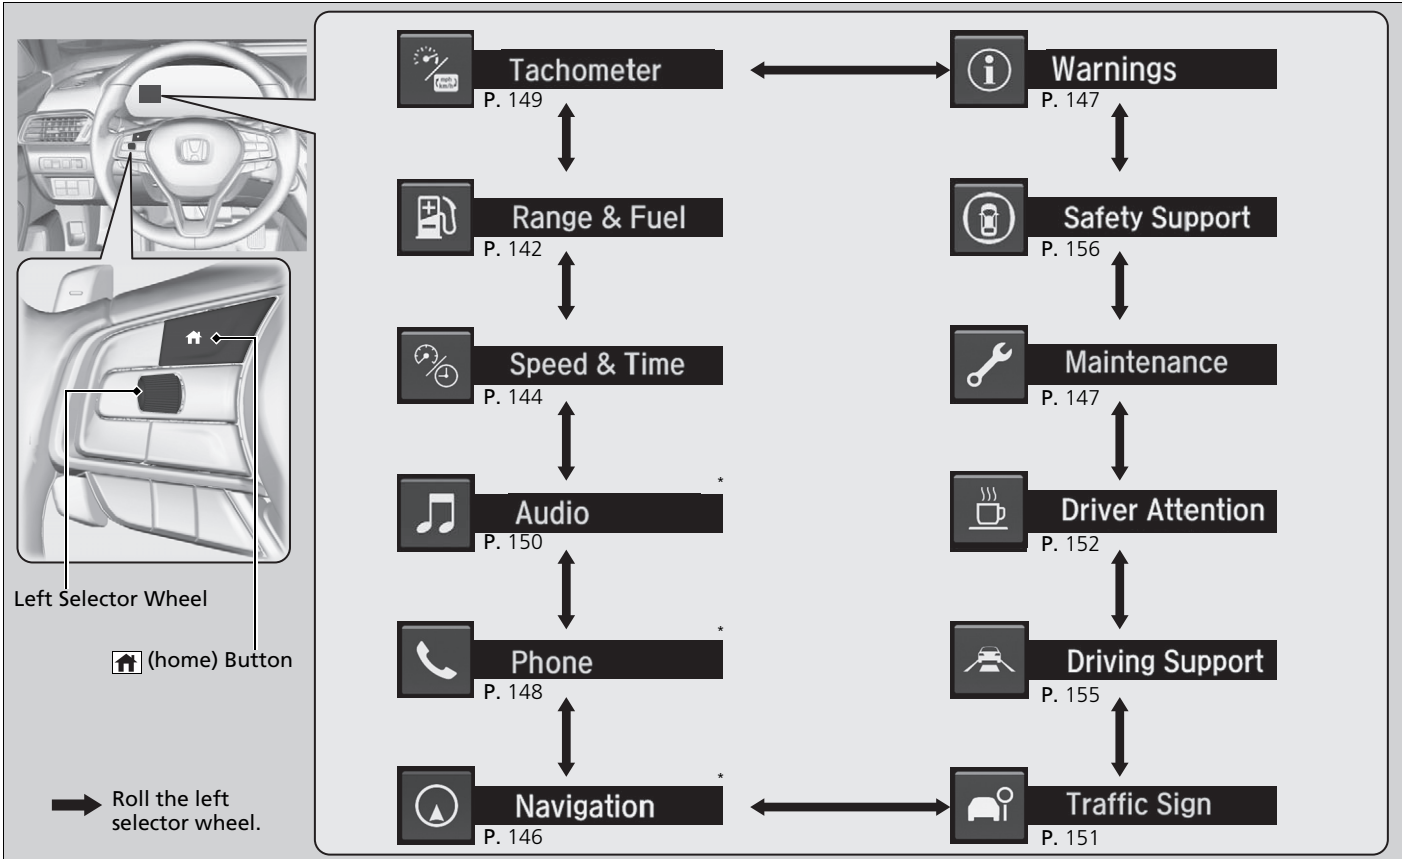 Tachometer
P. 149
Range & Fuel
P. 142
Speed & Time
P. 144
*
Audio
P. 150
*
Phone
P. 148
*
Navigation
P. 146
Warnings
P. 147
Safety Support
P. 156
Maintenance
P. 147
Driver Attention
P. 152
Driving Support
P. 155
Traffic Sign
P. 151
Left Selector Wheel
(home) Button
Roll the left
selector wheel.